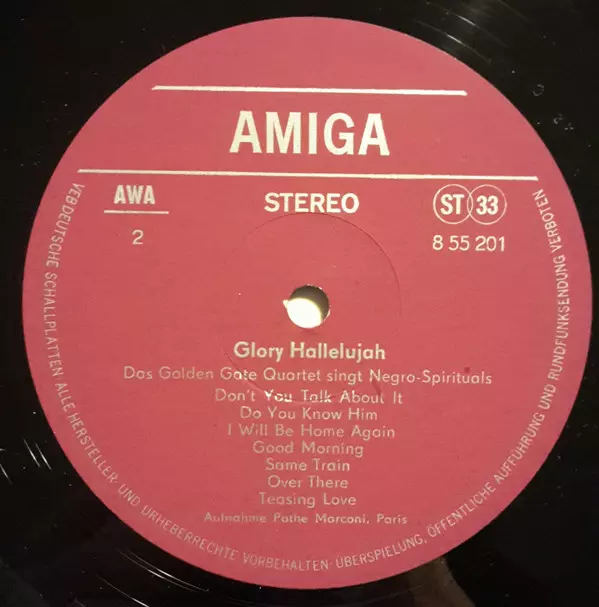 AMIGA
AWA
STEREO
ST 33
2
8 55 201
Glory Hallelujah
Das Golden Gate Quartet singt Negro-Spirituals
Don't You Talk About It
Do You Know Him
I Will Be Home Again
Good Morning
Same Train
Over There
Teasing Love
Aufnahme Pathe Marconi, Paris
VEB DEUTSCHE SCHALLPLATTEN ALLE HERSTELLER- UND URHEBERRECHTE VORBEHALTEN · ÜBERSPIELUNG, ÖFFENTLICHE AUFFÜHRUNG UND RUNDFUNKSENDUNG VERBOTEN